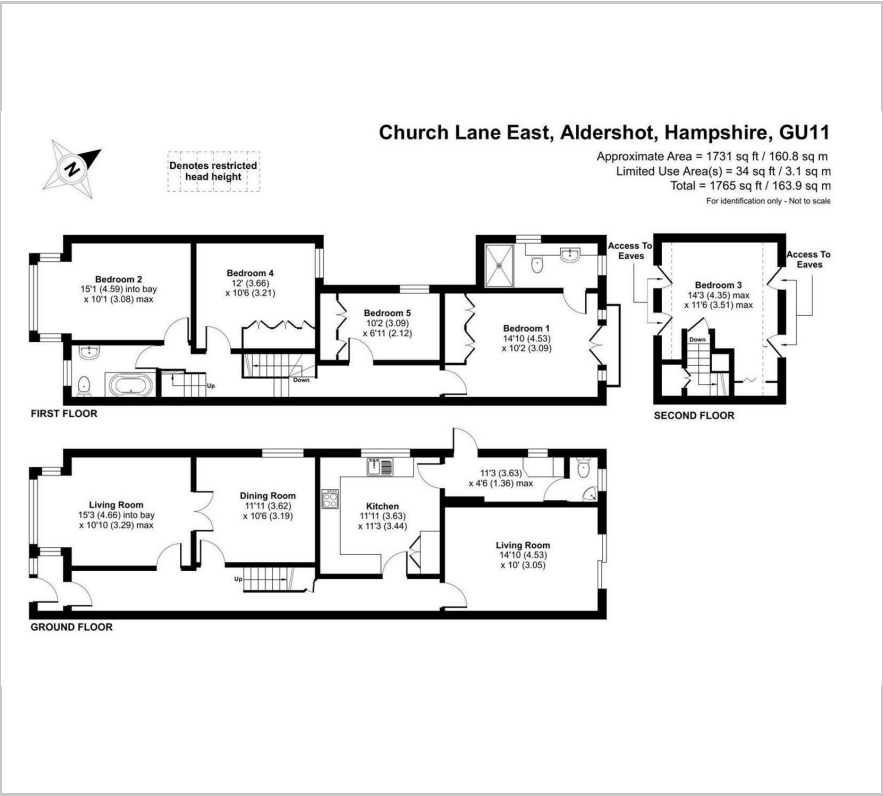 Church Lane East, Aldershot, Hampshire, GU11
Approximate Area = 1731 sq ft / 160.8 sq m
Limited Use Area(s) = 34 sq ft / 3.1 sq m
Total = 1765 sq ft / 163.9 sq m
For identification only - Not to scale
N
Denotes restricted
head height
Bedroom 2
15'1 (4.59) into bay
x 10'1 (3.08) max
Bedroom 4
12' (3.66)
x 10'6 (3.21)
Bedroom 5
10'2 (3.09)
x 6'11 (2.12)
Bedroom 1
14'10 (4.53)
x 10'2 (3.09)
Up
Down
FIRST FLOOR
Access To
Eaves
Bedroom 3
14'3 (4.35) max
x 11'6 (3.51) max
Access To
Eaves
Down
SECOND FLOOR
Living Room
15'3 (4.66) into bay
x 10'10 (3.29) max
Dining Room
11'11 (3.62)
x 10'6 (3.19)
Kitchen
11'11 (3.63)
x 11'3 (3.44)
11'3 (3.63)
x 4'6 (1.36) max
Living Room
14'10 (4.53)
x 10' (3.05)
Up
GROUND FLOOR